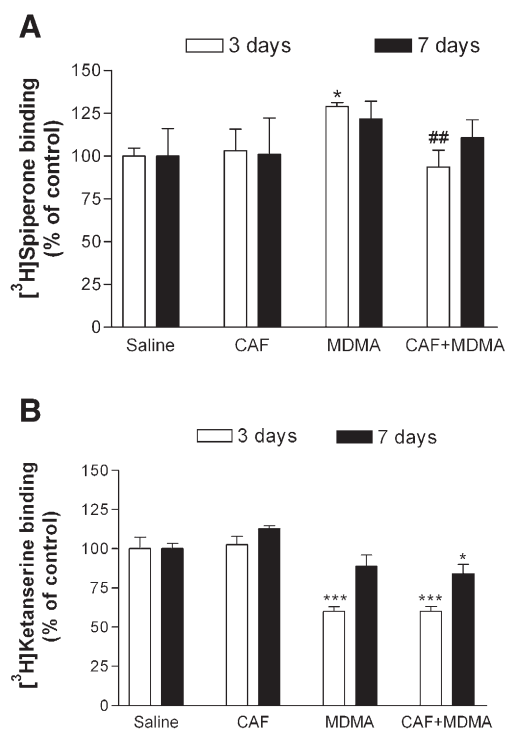 A
3 days 7 days
[³H]Spiperone binding
(% of control)
150
125
100
75
50
25
0
*
##
Saline CAF MDMA CAF+MDMA
B
3 days 7 days
[³H]Ketanserine binding
(% of control)
150
125
100
75
50
25
0
*** *** *
Saline CAF MDMA CAF+MDMA